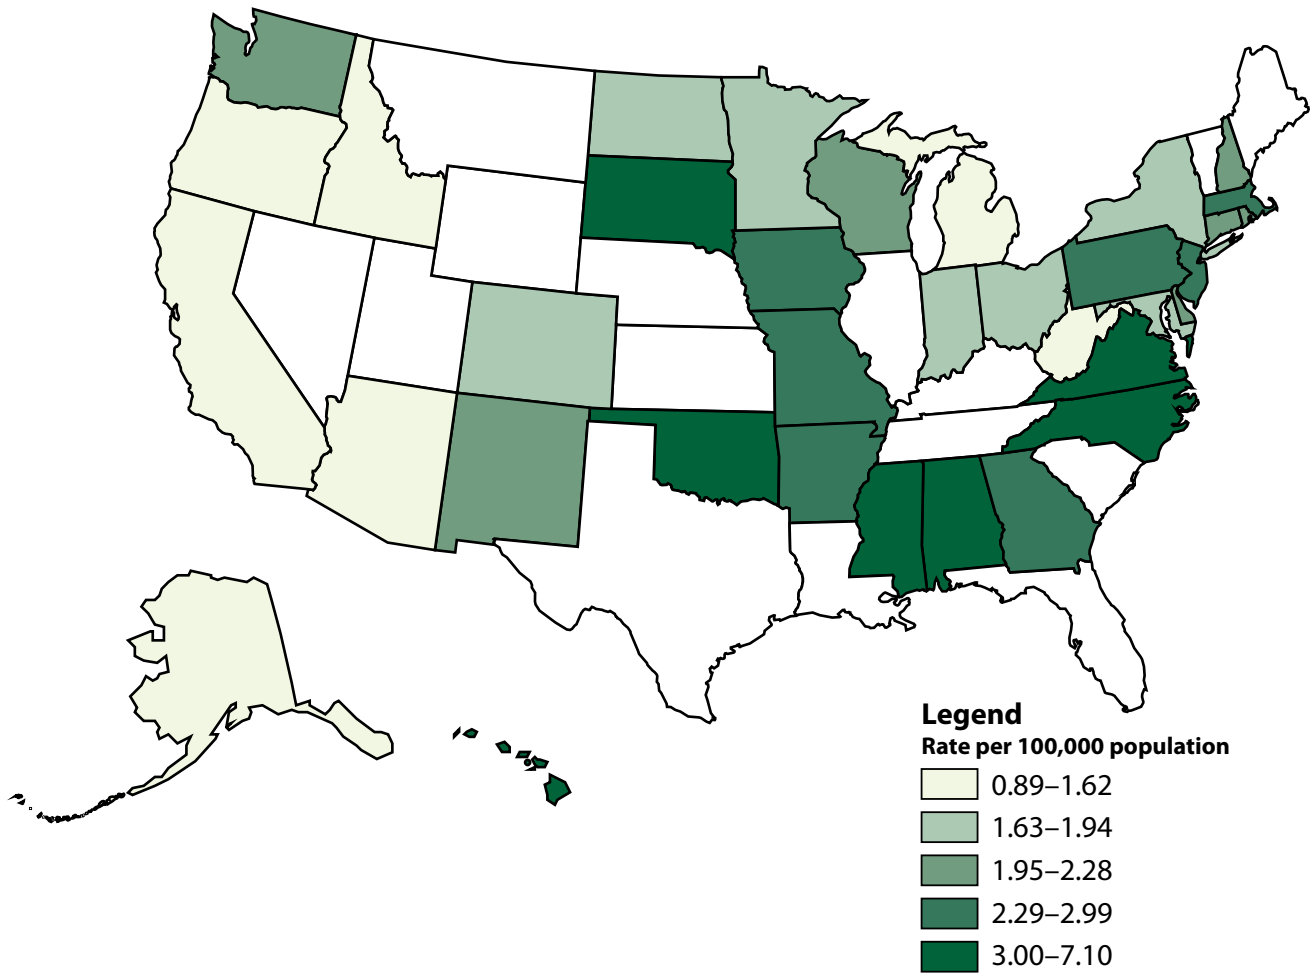 Legend
Rate per 100,000 population
0.89–1.62
1.63–1.94
1.95–2.28
2.29–2.99
3.00–7.10